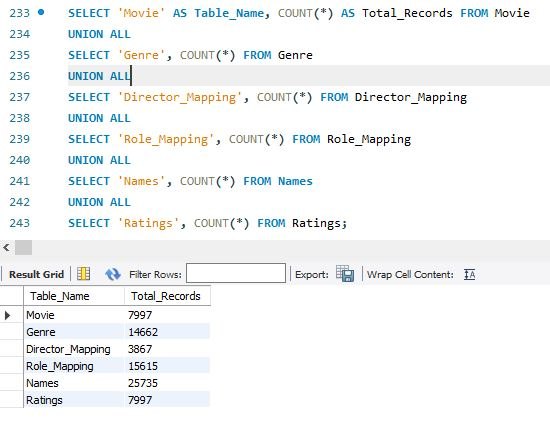 233 SELECT 'Movie' AS Table_Name, COUNT(*) AS Total_Records FROM Movie
234 UNION ALL
235 SELECT 'Genre', COUNT(*) FROM Genre
236 UNION ALL
237 SELECT 'Director_Mapping', COUNT(*) FROM Director_Mapping
238 UNION ALL
239 SELECT 'Role_Mapping', COUNT(*) FROM Role_Mapping
240 UNION ALL
241 SELECT 'Names', COUNT(*) FROM Names
242 UNION ALL
243 SELECT 'Ratings', COUNT(*) FROM Ratings;
Result Grid Filter Rows: Export: Wrap Cell Content: IA
Table_Name Total_Records
Movie 7997
Genre 14662
Director_Mapping 3867
Role_Mapping 15615
Names 25735
Ratings 7997